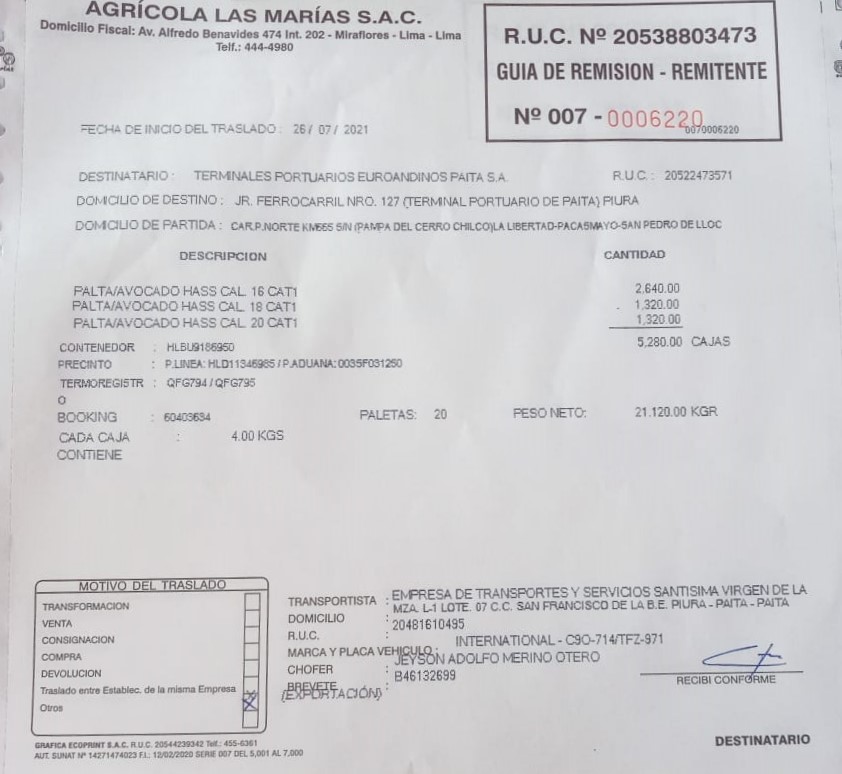 AGRÍCOLA LAS MARÍAS S.A.C.
Domicilio Fiscal: Av. Alfredo Benavides 474 Int. 202 - Miraflores - Lima - Lima
Telf.: 444-4980
R.U.C. Nº 20538803473
GUIA DE REMISION - REMITENTE
Nº 007 - 0006220
0070006220
FECHA DE INICIO DEL TRASLADO : 26 / 07 / 2021
DESTINATARIO : TERMINALES PORTUARIOS EUROANDINOS PAITA S.A. R.U.C. : 20522473571
DOMICILIO DE DESTINO : JR. FERROCARRIL NRO. 127 (TERMINAL PORTUARIO DE PAITA) PIURA
DOMICILIO DE PARTIDA : CAR.P.NORTE KM665 S/N (PAMPA DEL CERRO CHILCO)LA LIBERTAD-PACASMAYO-SAN PEDRO DE LLOC
DESCRIPCION CANTIDAD
PALTA/AVOCADO HASS CAL. 16 CAT1 2,640.00
PALTA/AVOCADO HASS CAL. 18 CAT1 1,320.00
PALTA/AVOCADO HASS CAL. 20 CAT1 1,320.00
5,280.00 CAJAS
CONTENEDOR : HLBU9186950
PRECINTO : P.LINEA: HLD11346985 / P.ADUANA: 0035F031250
TERMOREGISTR : QFG794 / QFG795
O
BOOKING : 60403634 PALETAS: 20 PESO NETO: 21.120.00 KGR
CADA CAJA : 4.00 KGS
CONTIENE
MOTIVO DEL TRASLADO
TRANSFORMACION
VENTA
CONSIGNACION
COMPRA
DEVOLUCION
Traslado entre Establec. de la misma Empresa
Otros X
TRANSPORTISTA : EMPRESA DE TRANSPORTES Y SERVICIOS SANTISIMA VIRGEN DE LA
DOMICILIO : MZA. L-1 LOTE. 07 C.C. SAN FRANCISCO DE LA B.E. PIURA - PAITA - PAITA
R.U.C. : 20481610495
MARCA Y PLACA VEHICULO : INTERNATIONAL - C9O-714/TFZ-971
CHOFER : JEYSON ADOLFO MERINO OTERO
BREVETE : B46132699
(EXPORTACIÓN)
RECIBI CONFORME
GRAFICA ECOPRINT S.A.C. R.U.C. 20544239342 Telf.: 455-6361
AUT. SUNAT Nº 14271474023 F.I.: 12/02/2020 SERIE 007 DEL 5,001 AL 7,000
DESTINATARIO